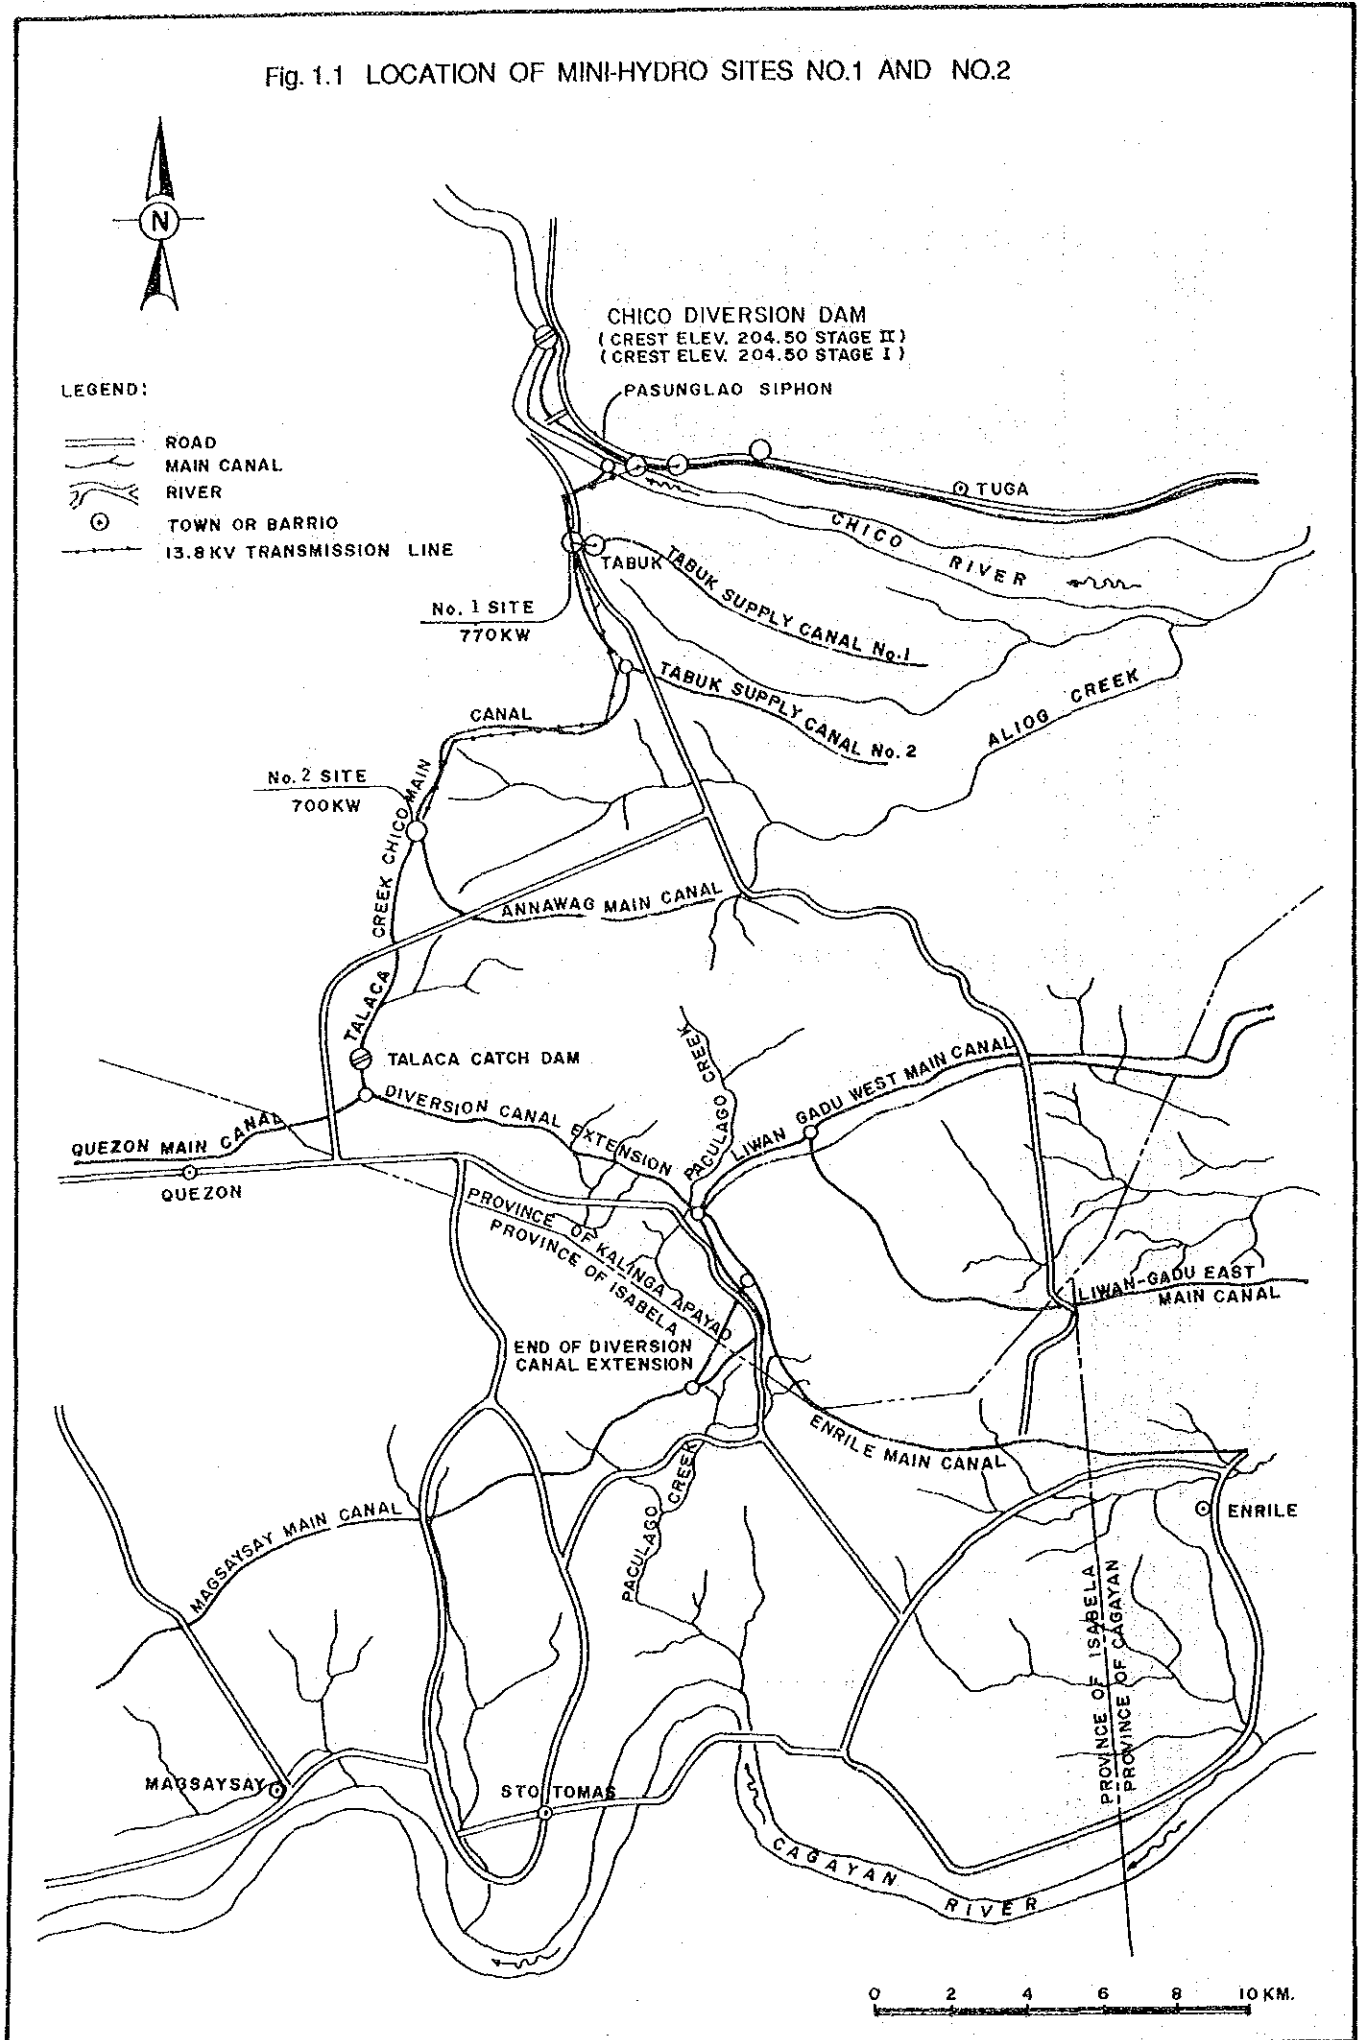 Fig. 1.1 LOCATION OF MINI-HYDRO SITES NO.1 AND NO.2
N
CHICO DIVERSION DAM
( CREST ELEV. 204.50 STAGE II )
( CREST ELEV. 204.50 STAGE I )
PASUNGLAO SIPHON
LEGEND:
ROAD
MAIN CANAL
RIVER
TOWN OR BARRIO
13.8 KV TRANSMISSION LINE
TUGA
CHICO RIVER
TABUK
TABUK SUPPLY CANAL No.1
No. 1 SITE
770KW
TABUK SUPPLY CANAL No. 2
ALIOG CREEK
CANAL
No. 2 SITE
700KW
CREEK CHICO MAIN
TALACA
ANNAWAG MAIN CANAL
TALACA CATCH DAM
DIVERSION CANAL EXTENSION
PACULAGO CREEK
LIWAN GADU WEST MAIN CANAL
QUEZON MAIN CANAL
QUEZON
PROVINCE OF KALINGA APAYAO
PROVINCE OF ISABELA
LIWAN-GADU EAST
MAIN CANAL
END OF DIVERSION
CANAL EXTENSION
ENRILE MAIN CANAL
ENRILE
MAGSAYSAY MAIN CANAL
PACULAGO CREEK
PROVINCE OF ISABELA
PROVINCE OF CAGAYAN
MAGSAYSAY
STO TOMAS
CAGAYAN RIVER
0 2 4 6 8 10 KM.